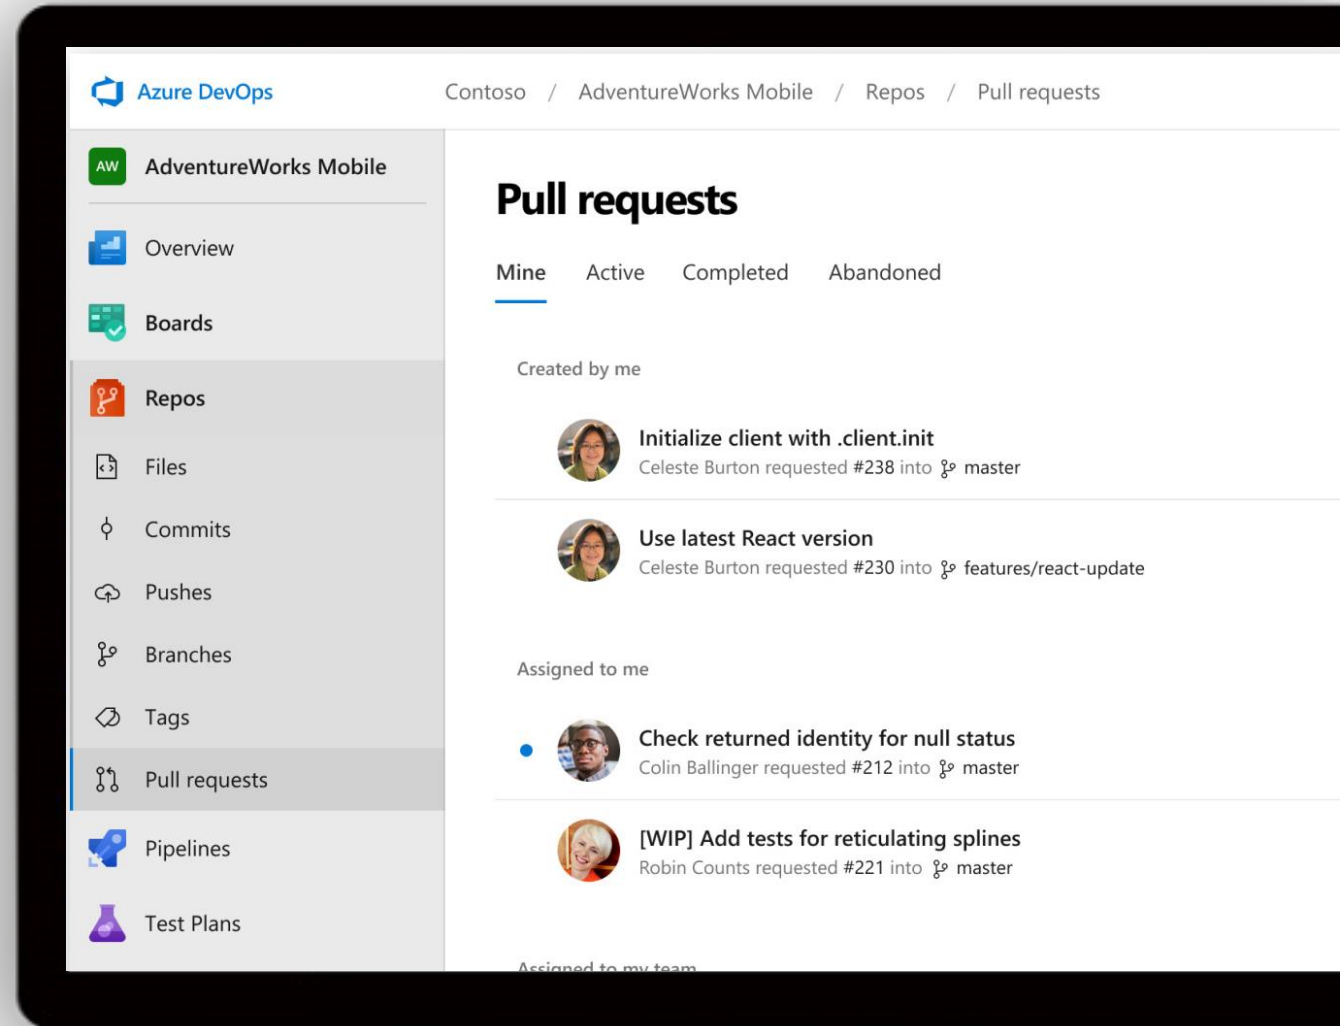 Azure DevOps
Contoso / AdventureWorks Mobile / Repos / Pull requests
AW AdventureWorks Mobile
Overview
Boards
Repos
Files
Commits
Pushes
Branches
Tags
Pull requests
Pipelines
Test Plans
Pull requests
Mine Active Completed Abandoned
Created by me
Initialize client with .client.init
Celeste Burton requested #238 into master
Use latest React version
Celeste Burton requested #230 into features/react-update
Assigned to me
Check returned identity for null status
Colin Ballinger requested #212 into master
[WIP] Add tests for reticulating splines
Robin Counts requested #221 into master
Assigned to my team